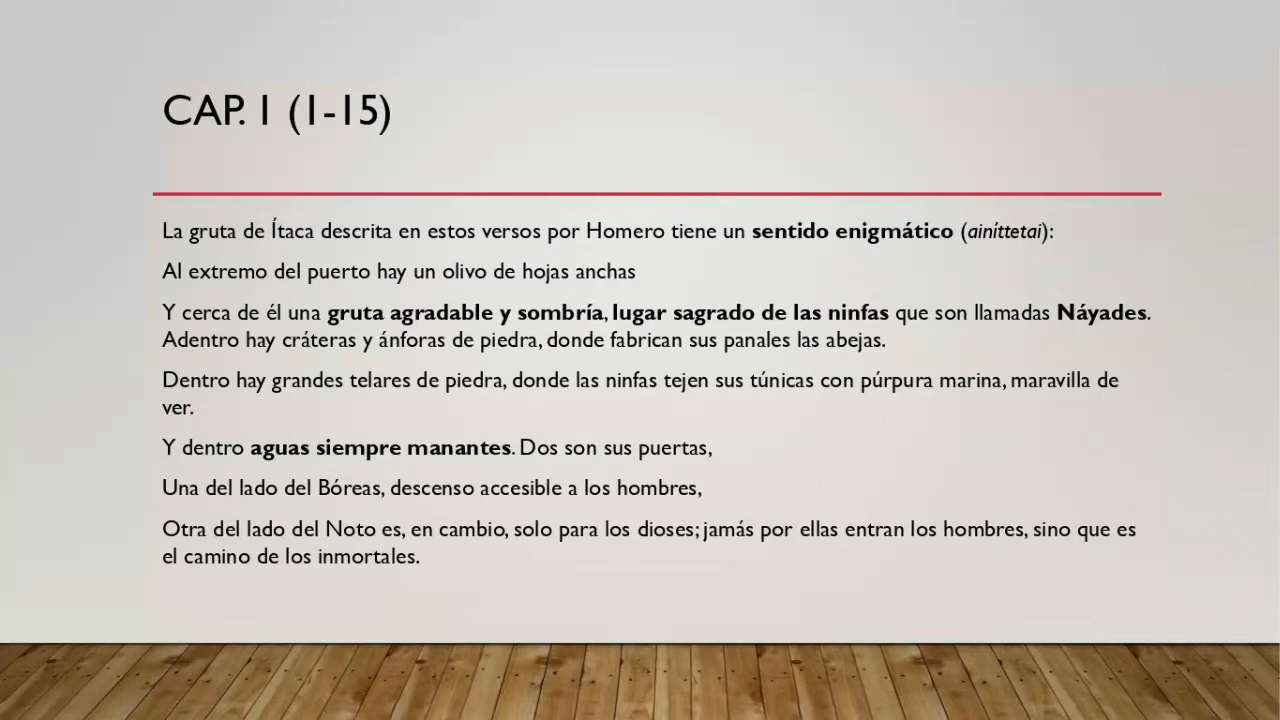 CAP. 1 (1-15)
La gruta de Ítaca descrita en estos versos por Homero tiene un sentido enigmático (ainíttetai):
Al extremo del puerto hay un olivo de hojas anchas
Y cerca de él una gruta agradable y sombría, lugar sagrado de las ninfas que son llamadas Náyades.
Adentro hay cráteras y ánforas de piedra, donde fabrican sus panales las abejas.
Dentro hay grandes telares de piedra, donde las ninfas tejen sus túnicas con púrpura marina, maravilla de
ver.
Y dentro aguas siempre manantes. Dos son sus puertas,
Una del lado del Bóreas, descenso accesible a los hombres,
Otra del lado del Noto es, en cambio, solo para los dioses; jamás por ellas entran los hombres, sino que es
el camino de los inmortales.